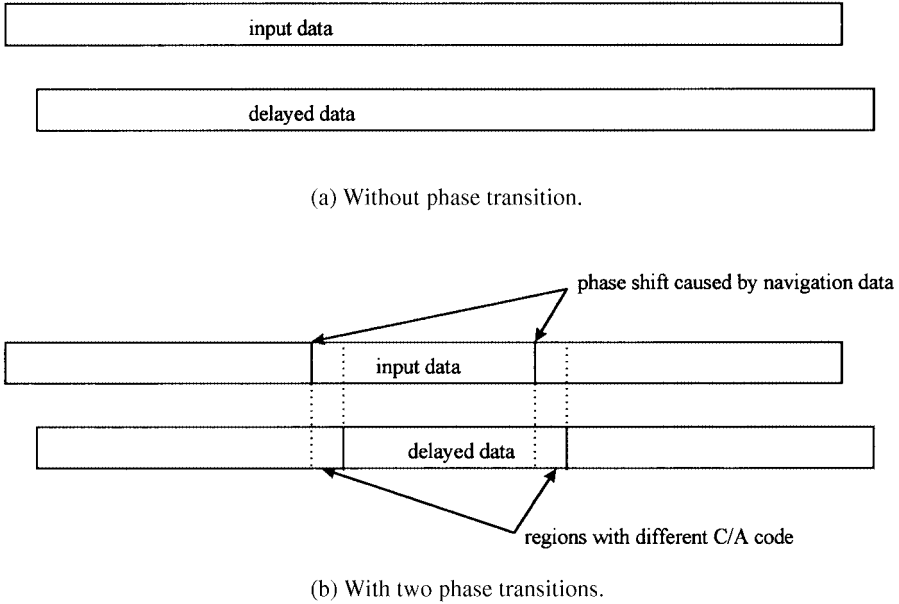 input data
delayed data
(a) Without phase transition.
phase shift caused by navigation data
input data
delayed data
regions with different C/A code
(b) With two phase transitions.